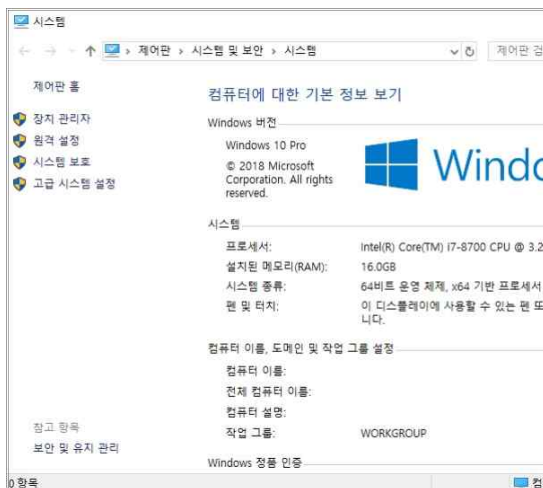 시스템
제어판 > 시스템 및 보안 > 시스템
제어판 검
제어판 홈
장치 관리자
원격 설정
시스템 보호
고급 시스템 설정
컴퓨터에 대한 기본 정보 보기
Windows 버전
Windows 10 Pro
© 2018 Microsoft
Corporation. All rights
reserved.
Windo
시스템
프로세서: Intel(R) Core(TM) i7-8700 CPU @ 3.2
설치된 메모리(RAM): 16.0GB
시스템 종류: 64비트 운영 체제, x64 기반 프로세서
펜 및 터치: 이 디스플레이에 사용할 수 있는 펜 또
니다.
컴퓨터 이름, 도메인 및 작업 그룹 설정
컴퓨터 이름:
전체 컴퓨터 이름:
컴퓨터 설명:
작업 그룹: WORKGROUP
Windows 정품 인증
참고 항목
보안 및 유지 관리
0 항목
컴